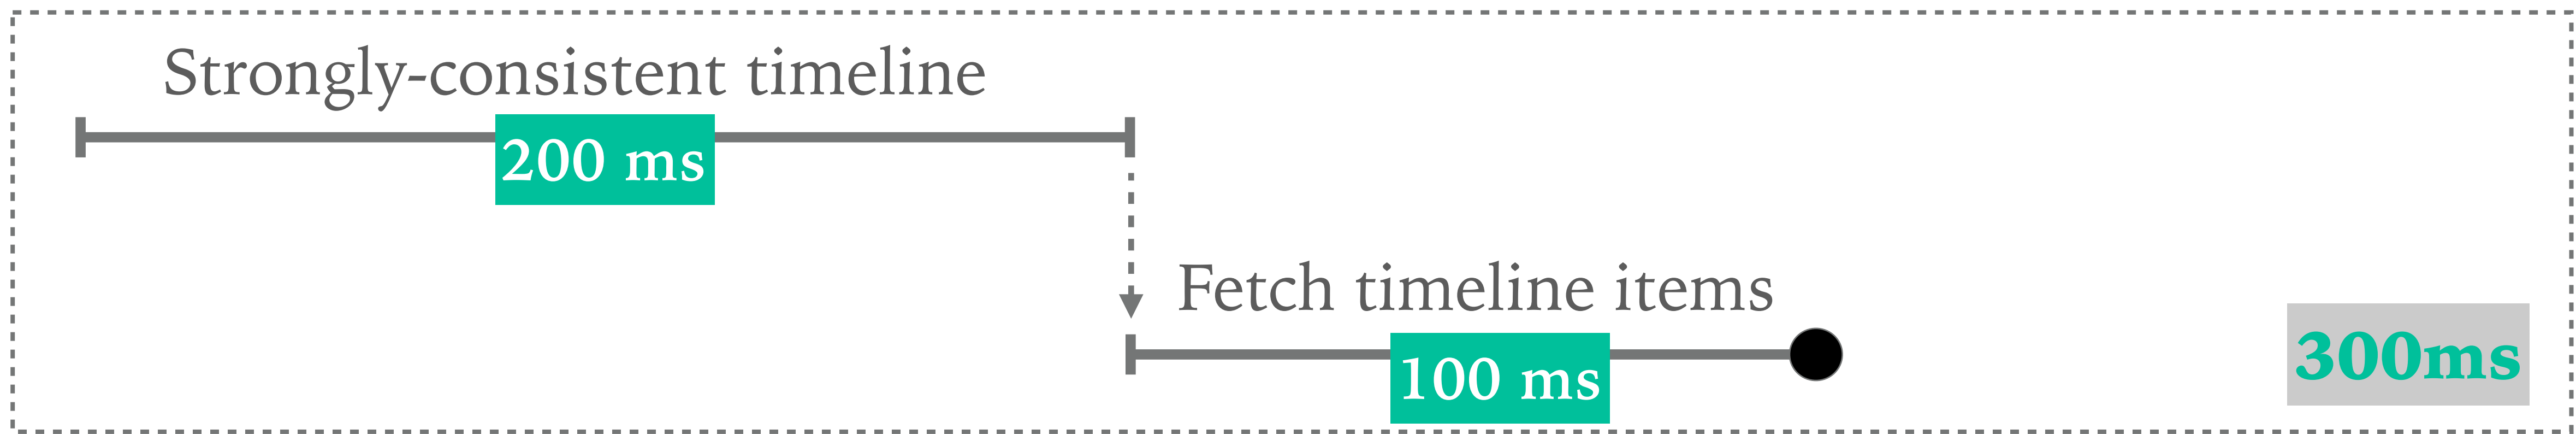 Strongly-consistent timeline
200 ms
Fetch timeline items
100 ms
300ms